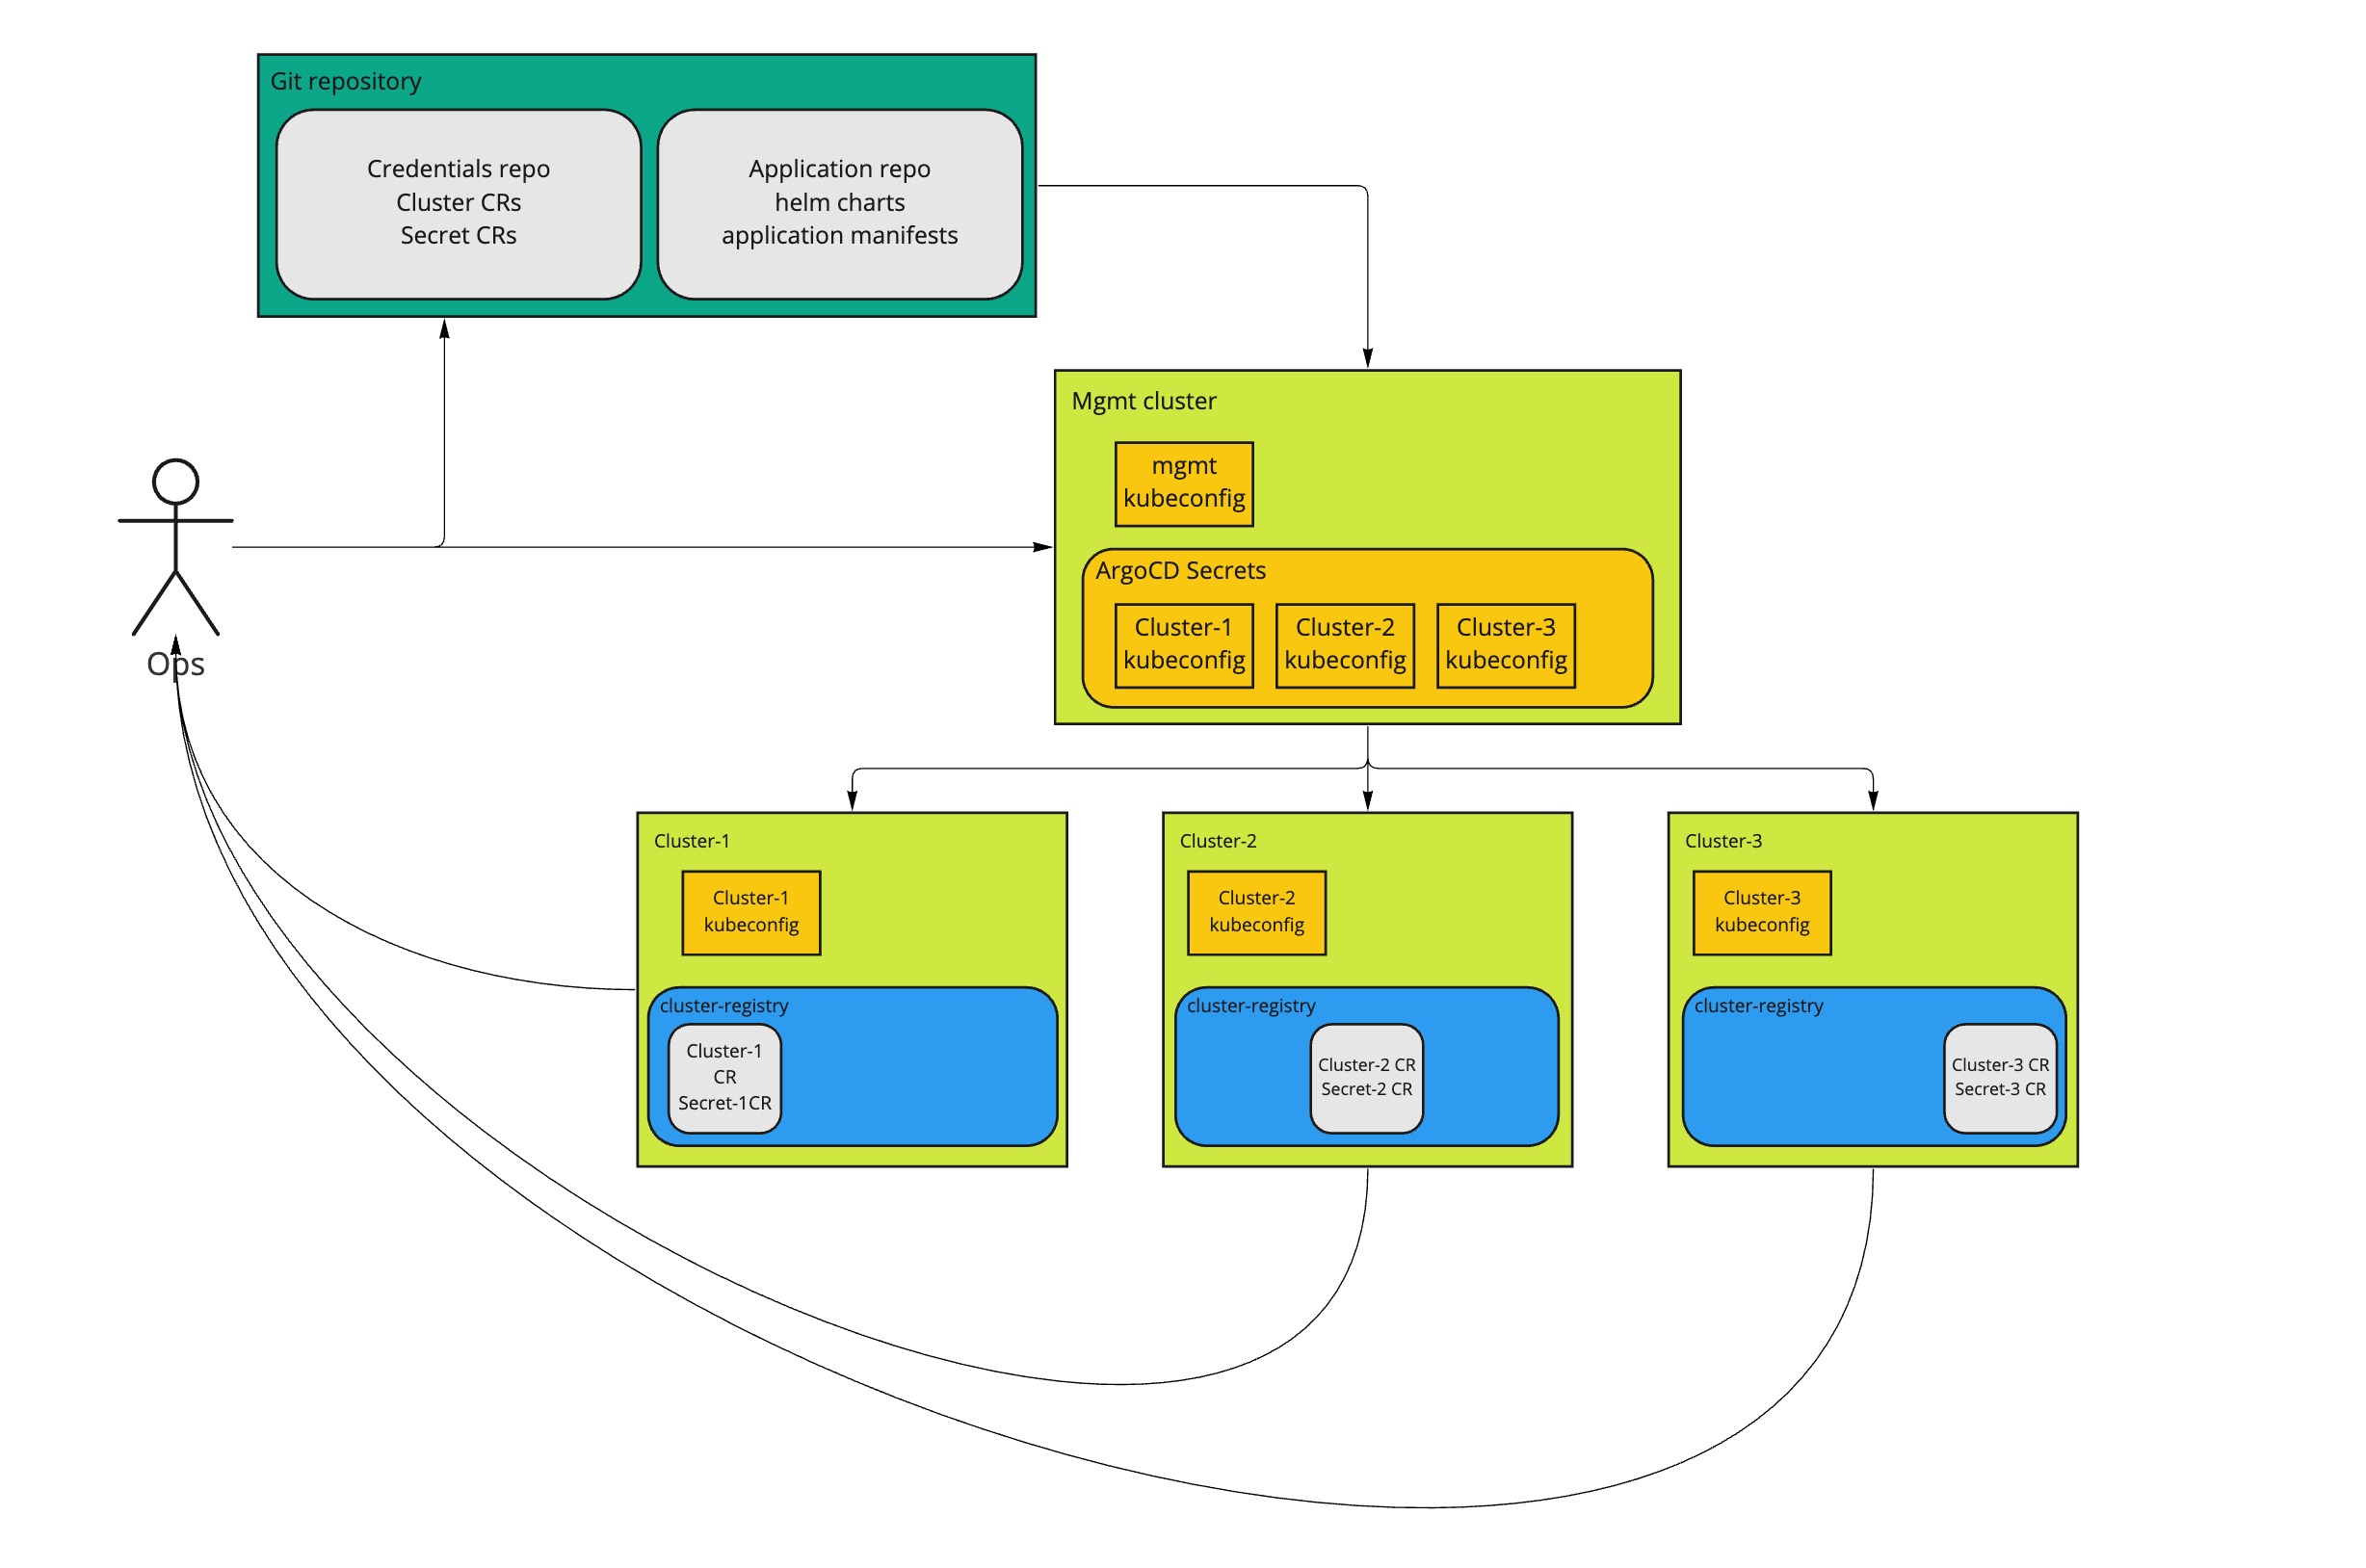 Git repository
Credentials repo
Cluster CRs
Secret CRs
Application repo
helm charts
application manifests
Mgmt cluster
mgmt
kubeconfig
ArgoCD Secrets
Cluster-1
kubeconfig
Cluster-2
kubeconfig
Cluster-3
kubeconfig
Ops
Cluster-1
Cluster-1
kubeconfig
cluster-registry
Cluster-1
CR
Secret-1CR
Cluster-2
Cluster-2
kubeconfig
cluster-registry
Cluster-2 CR
Secret-2 CR
Cluster-3
Cluster-3
kubeconfig
cluster-registry
Cluster-3 CR
Secret-3 CR